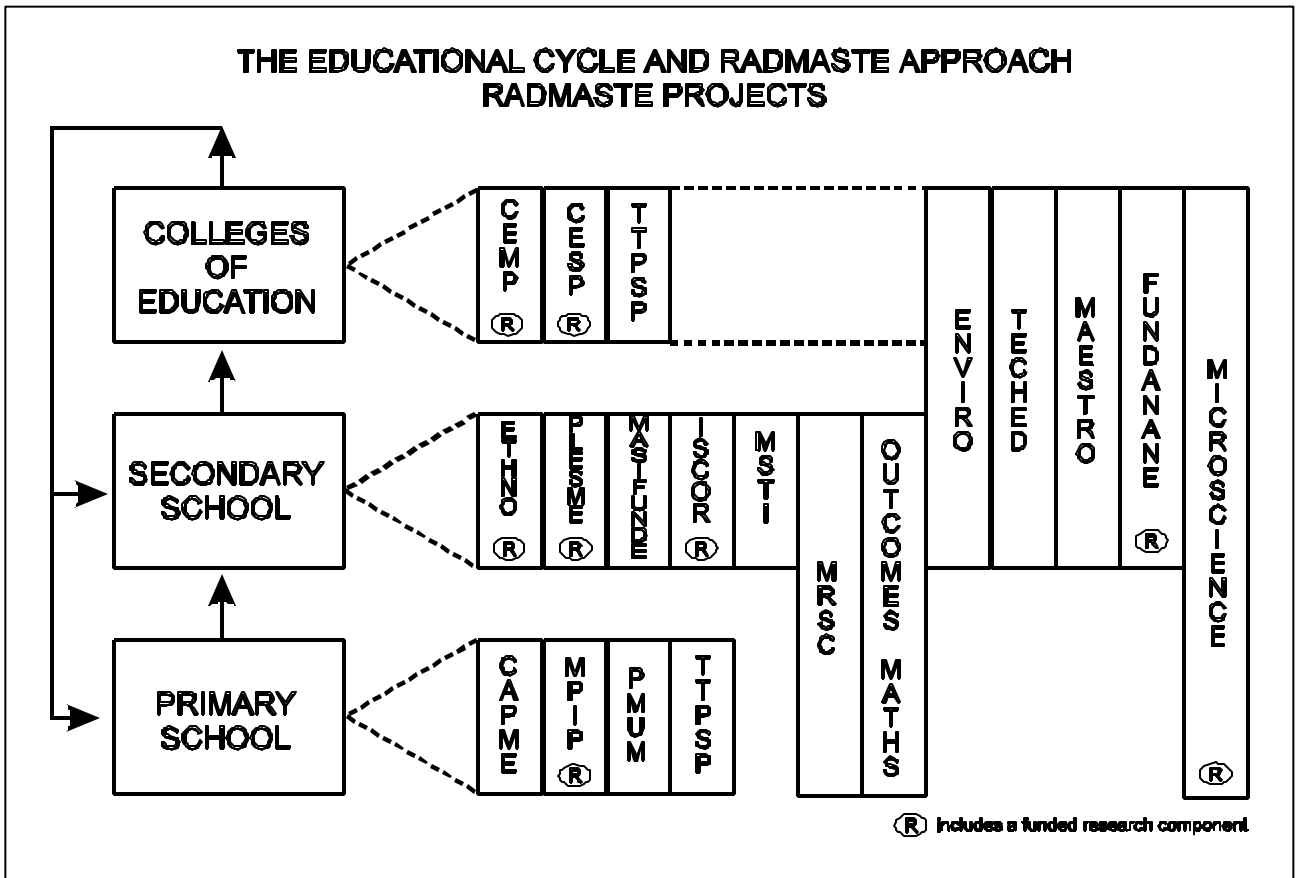 THE EDUCATIONAL CYCLE AND RADMASTE APPROACH
RADMASTE PROJECTS
COLLEGES
OF
EDUCATION
CEMP
R
CESP
R
TTPSP
ENVIRO
TECHED
MAESTRO
FUNDANANE
R
MICROSCIENCE
R
SECONDARY
SCHOOL
ETHNO
R
PLESME
R
MASIFUNDE
ISCOR
R
MSTI
MRSC
OUTCOMES MATHS
PRIMARY
SCHOOL
CAPME
MPIP
R
PMUM
TTPSP
R includes a funded research component